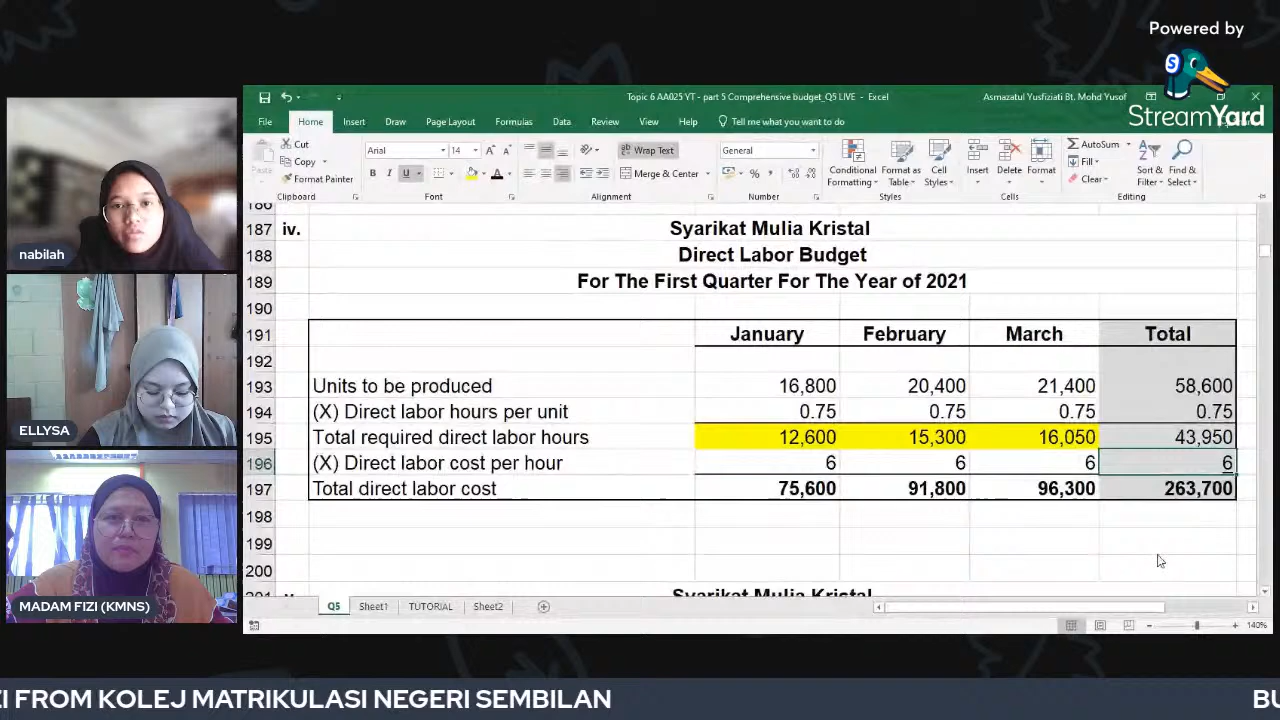 Powered by
S
StreamYard
Topic 6 AA025 YT - part 5 Comprehensive budget_Q5 LIVE - Excel
Asmazatul Yusfiziati Bt. Mohd Yusof
File Home Insert Draw Page Layout Formulas Data Review View Help Tell me what you want to do
Cut
Copy
Format Painter
Clipboard
Arial 14
B I U
Font
Wrap Text
Merge & Center
Alignment
General
Number
Conditional Formatting
Format as Table
Cell Styles
Styles
Insert Delete Format
Cells
AutoSum
Fill
Clear
Sort & Filter
Find & Select
Editing
186
187 iv. Syarikat Mulia Kristal
188 Direct Labor Budget
189 For The First Quarter For The Year of 2021
190
191 January February March Total
192
193 Units to be produced 16,800 20,400 21,400 58,600
194 (X) Direct labor hours per unit 0.75 0.75 0.75 0.75
195 Total required direct labor hours 12,600 15,300 16,050 43,950
196 (X) Direct labor cost per hour 6 6 6 6
197 Total direct labor cost 75,600 91,800 96,300 263,700
198
199
200
201 v. Syarikat Mulia Kristal
Q5 Sheet1 TUTORIAL Sheet2
140%
nabilah
ELLYSA
MADAM FIZI (KMNS)
ZI FROM KOLEJ MATRIKULASI NEGERI SEMBILAN
BU